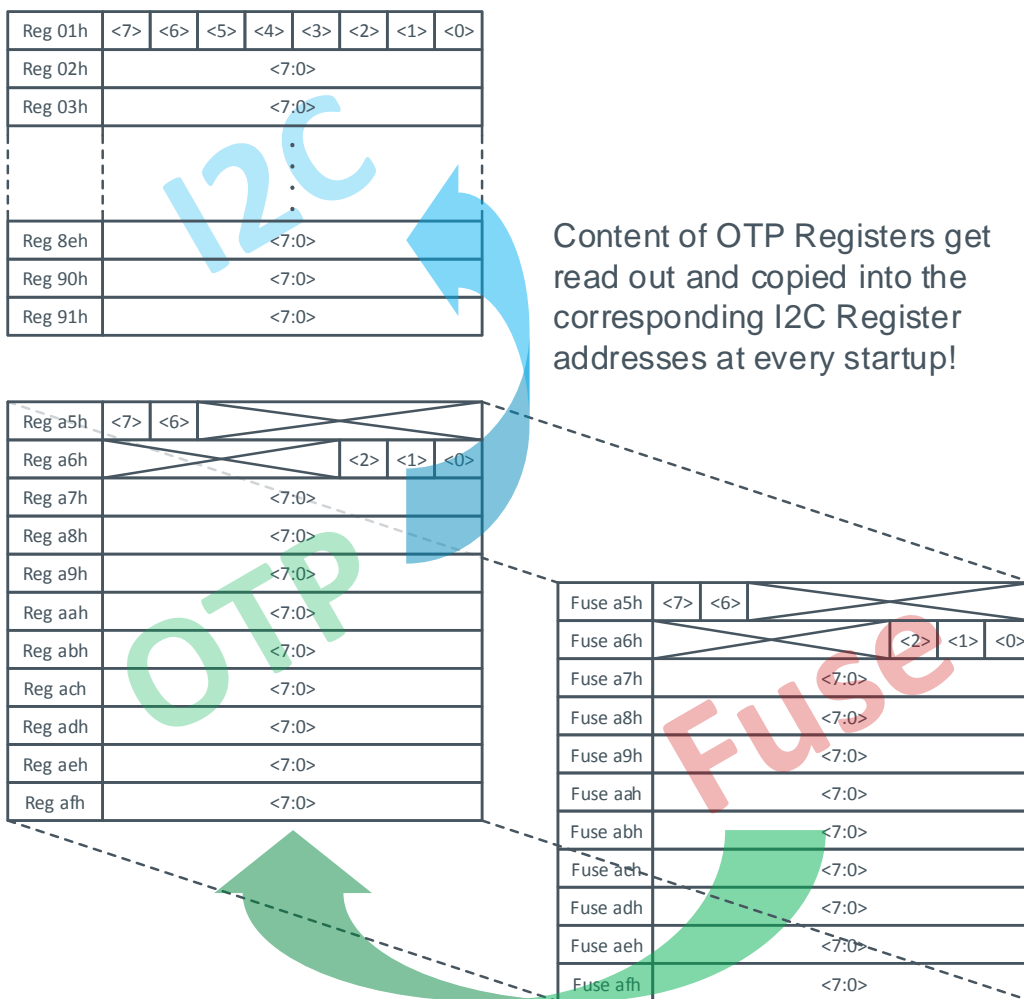 Reg 01h <7> <6> <5> <4> <3> <2> <1> <0>
Reg 02h <7:0>
Reg 03h <7:0>
I2C
Reg 8eh <7:0>
Reg 90h <7:0>
Reg 91h <7:0>
Content of OTP Registers get
read out and copied into the
corresponding I2C Register
addresses at every startup!
Reg a5h <7> <6>
Reg a6h <2> <1> <0>
Reg a7h <7:0>
Reg a8h <7:0>
Reg a9h <7:0>
Reg aah <7:0>
Reg abh <7:0>
Reg ach <7:0>
Reg adh <7:0>
Reg aeh <7:0>
Reg afh <7:0>
OTP
Fuse a5h <7> <6>
Fuse a6h <2> <1> <0>
Fuse a7h <7:0>
Fuse a8h <7:0>
Fuse a9h <7:0>
Fuse aah <7:0>
Fuse abh <7:0>
Fuse ach <7:0>
Fuse adh <7:0>
Fuse aeh <7:0>
Fuse afh <7:0>
Fuse